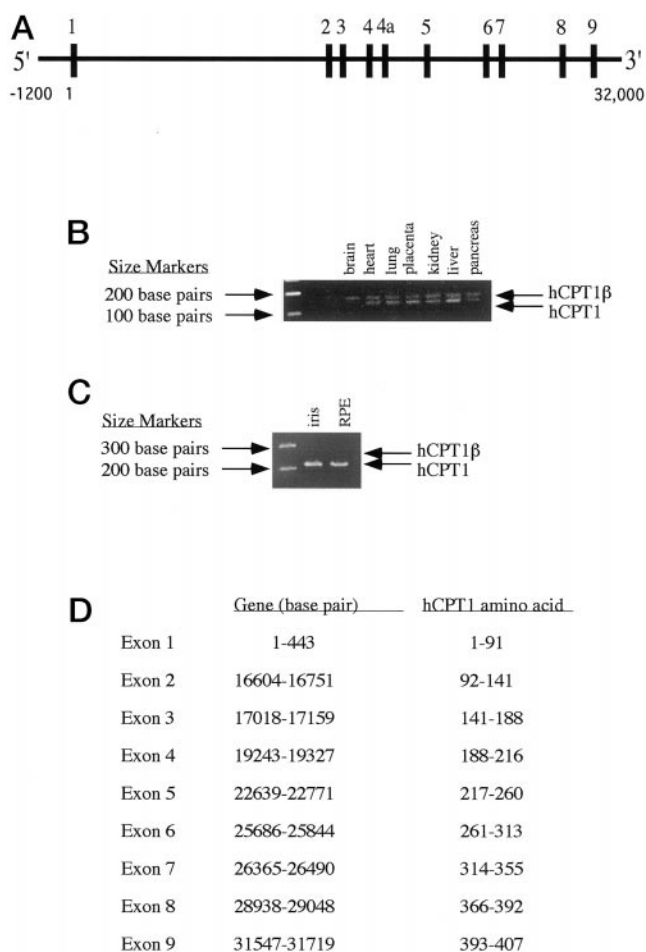 A
1 2 3 4 4a 5 6 7 8 9
5' 3'
-1200 1 32,000
B
brain heart lung placenta kidney liver pancreas
Size Markers
200 base pairs hCPT1β
100 base pairs hCPT1
C
iris RPE
Size Markers
300 base pairs hCPT1β
200 base pairs hCPT1
D
Gene (base pair) hCPT1 amino acid
Exon 1 1-443 1-91
Exon 2 16604-16751 92-141
Exon 3 17018-17159 141-188
Exon 4 19243-19327 188-216
Exon 5 22639-22771 217-260
Exon 6 25686-25844 261-313
Exon 7 26365-26490 314-355
Exon 8 28938-29048 366-392
Exon 9 31547-31719 393-407